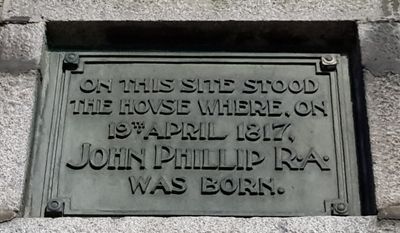 ON THIS SITE STOOD
THE HOVSE WHERE, ON
19TH APRIL 1817,
JOHN PHILLIP R.A.
WAS BORN.